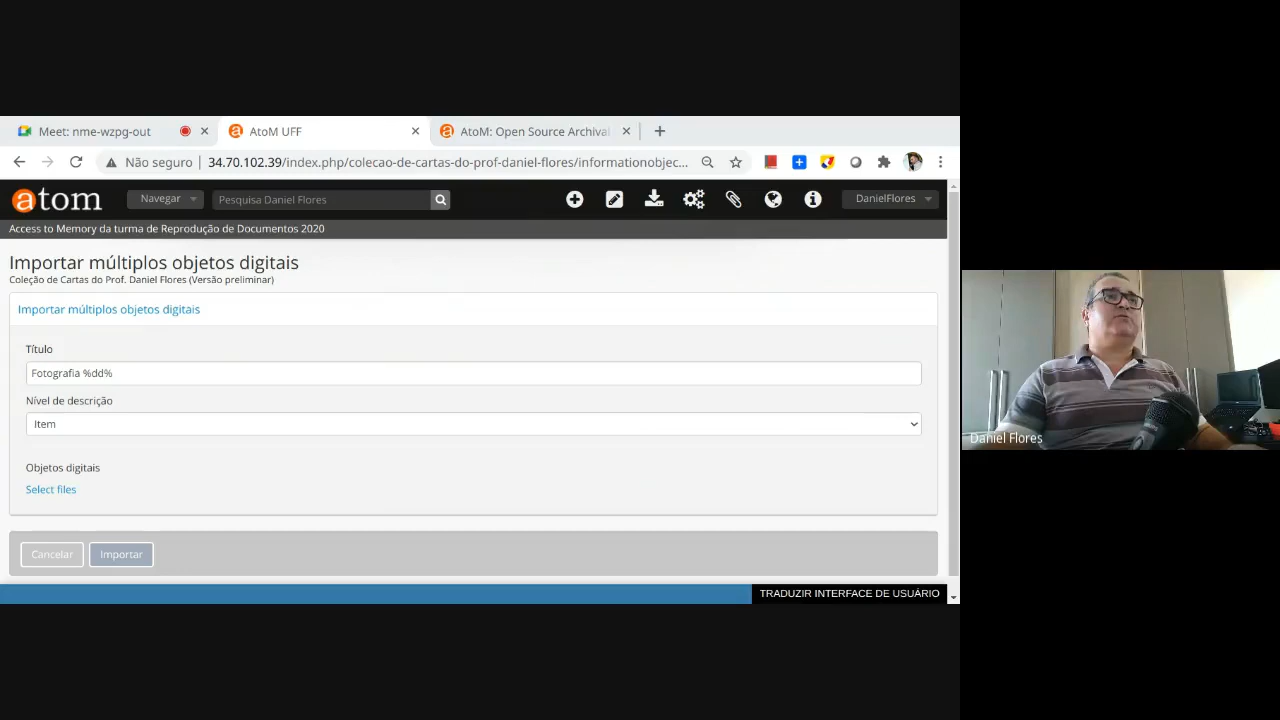 Meet: nme-wzpg-out
AtoM UFF
AtoM: Open Source Archival
Não seguro
34.70.102.39/index.php/colecao-de-cartas-do-prof-daniel-flores/informationobjec...
atom
Navegar
Pesquisa Daniel Flores
DanielFlores
Access to Memory da turma de Reprodução de Documentos 2020
Importar múltiplos objetos digitais
Coleção de Cartas do Prof. Daniel Flores (Versão preliminar)
Importar múltiplos objetos digitais
Título
Fotografia %dd%
Nível de descrição
Item
Objetos digitais
Select files
Cancelar
Importar
TRADUZIR INTERFACE DE USUÁRIO
Daniel Flores